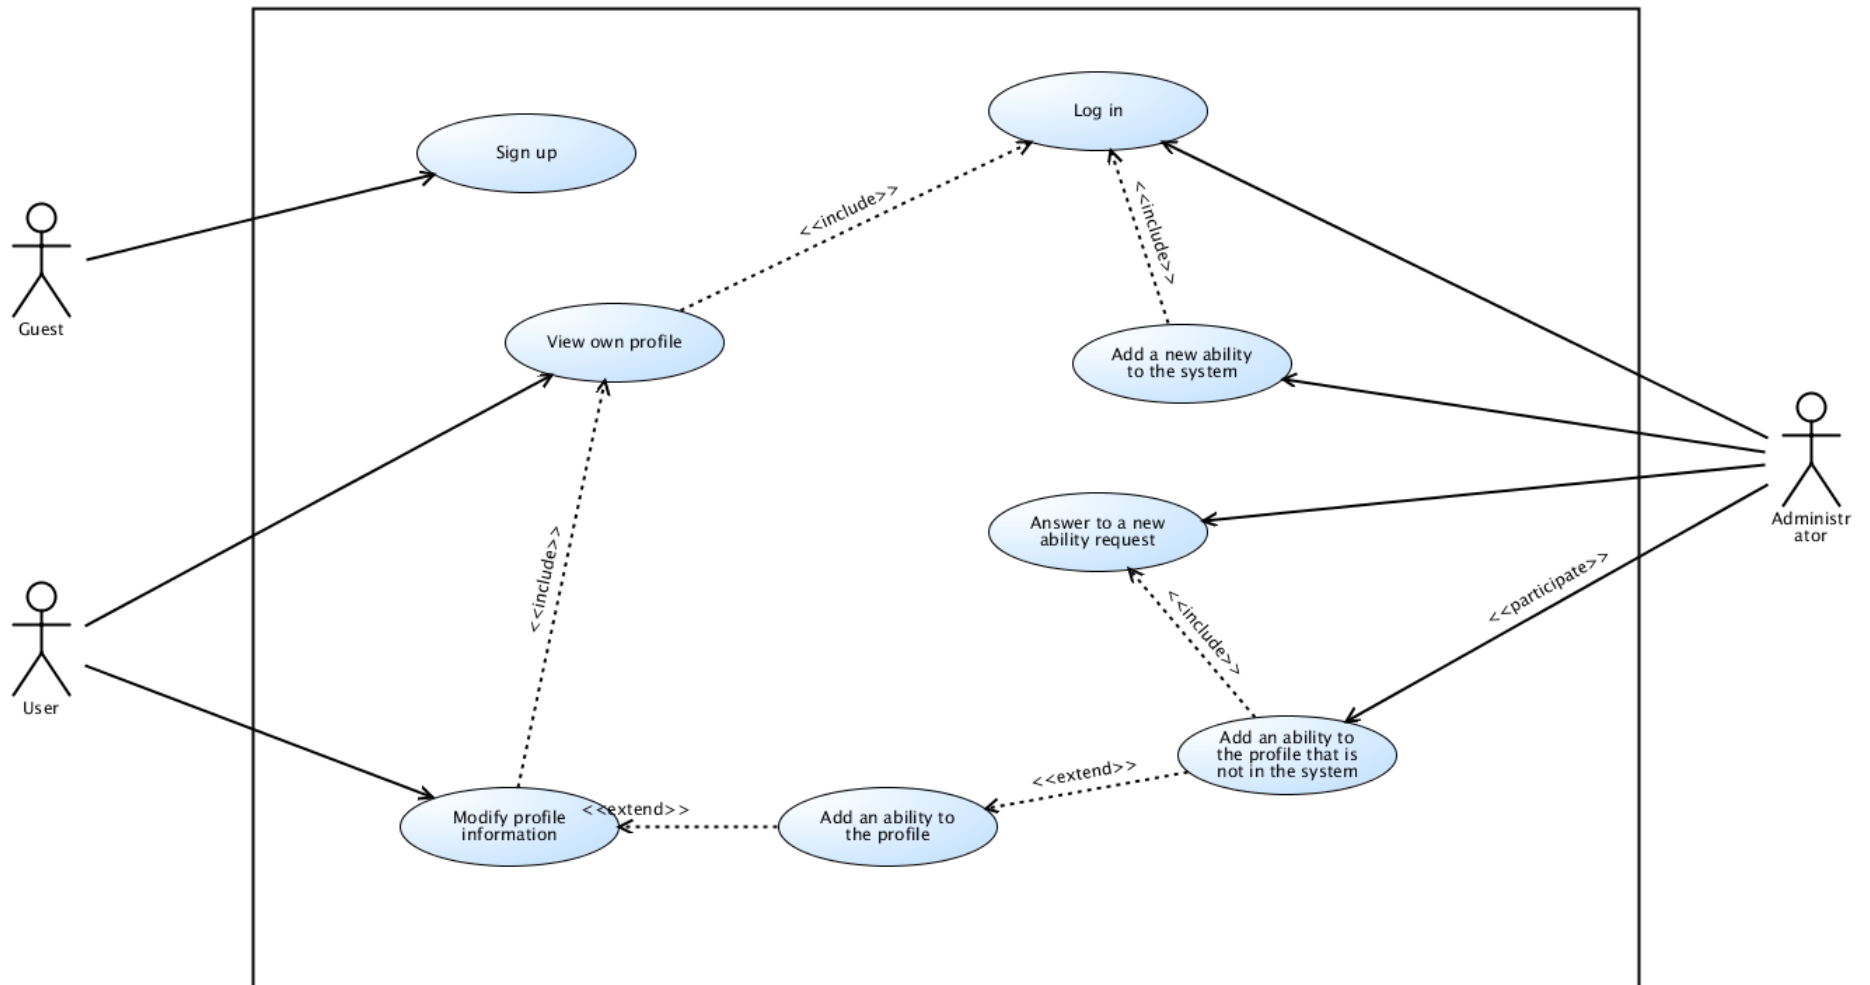 Log in
Sign up
<<include>>
<<include>>
Guest
View own profile
Add a new ability
to the system
Administr
ator
Answer to a new
ability request
<<include>>
<<participate>>
<<include>>
User
Add an ability to
the profile that is
not in the system
<<extend>>
<<extend>>
Modify profile
information
Add an ability to
the profile